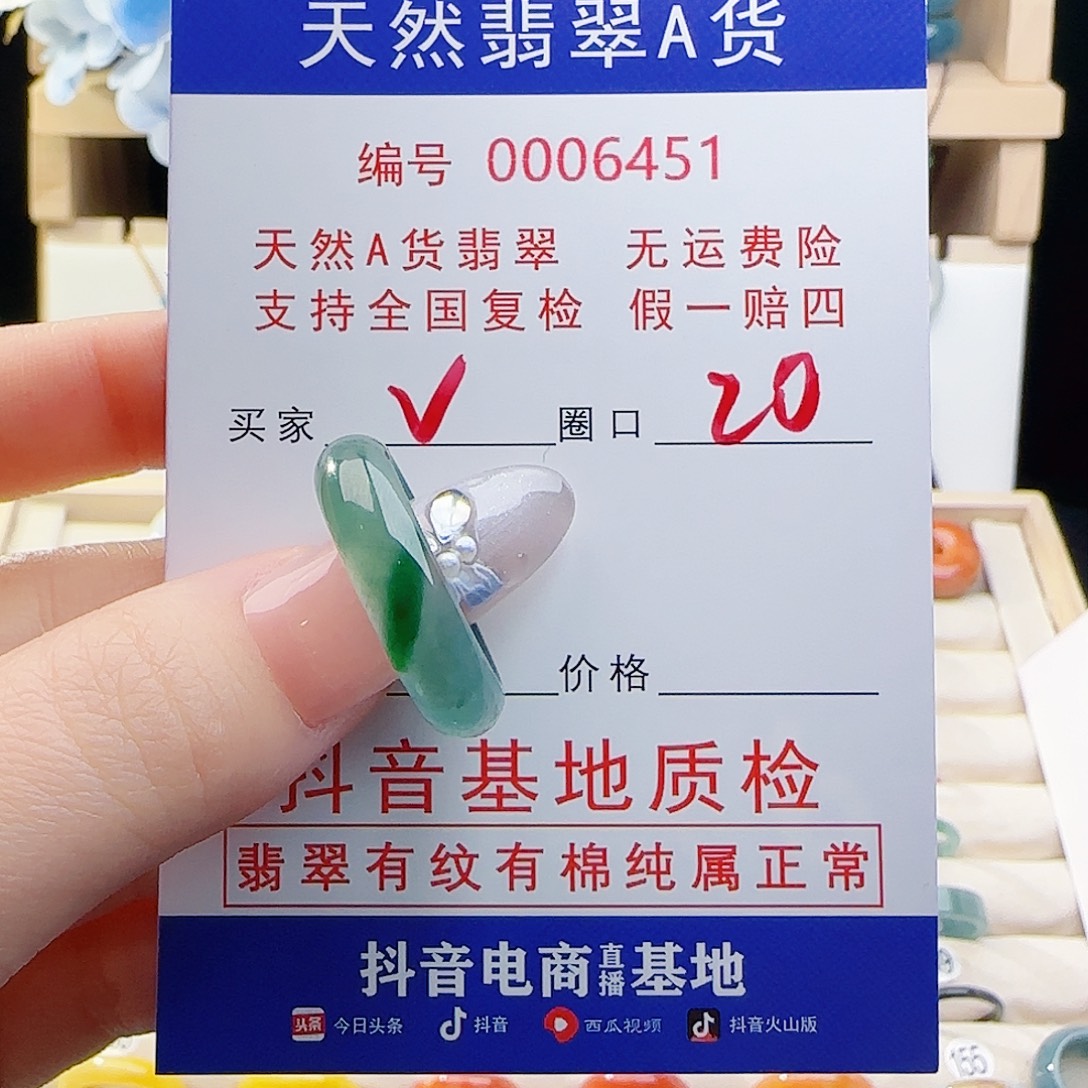 天然翡翠A货
编号 0006451
天然A货翡翠 无运费险
支持全国复检 假一赔四
买家 √ 圈口 20
价格
抖音基地质检
翡翠有纹有棉纯属正常
抖音电商直播基地
头条 今日头条 抖音 西瓜视频 抖音火山版
155